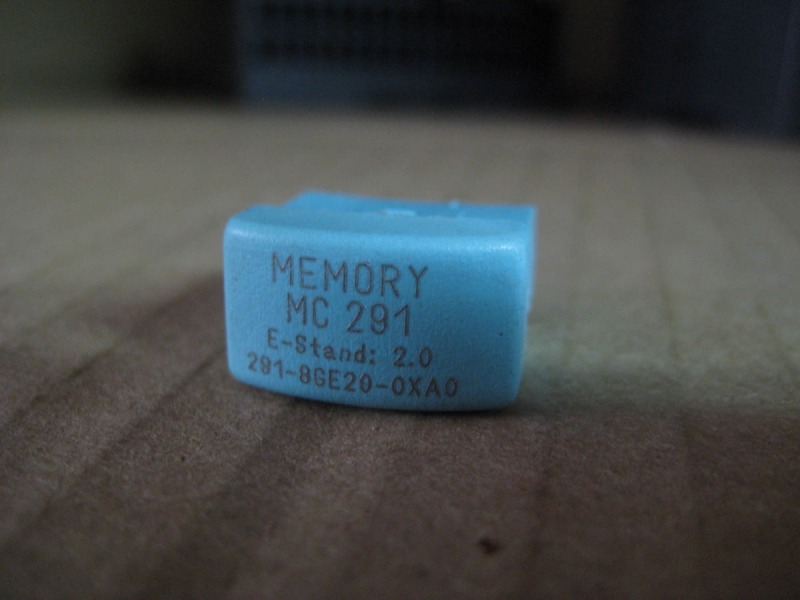 MEMORY
MC 291
E-Stand: 2.0
291-8GE20-0XA0